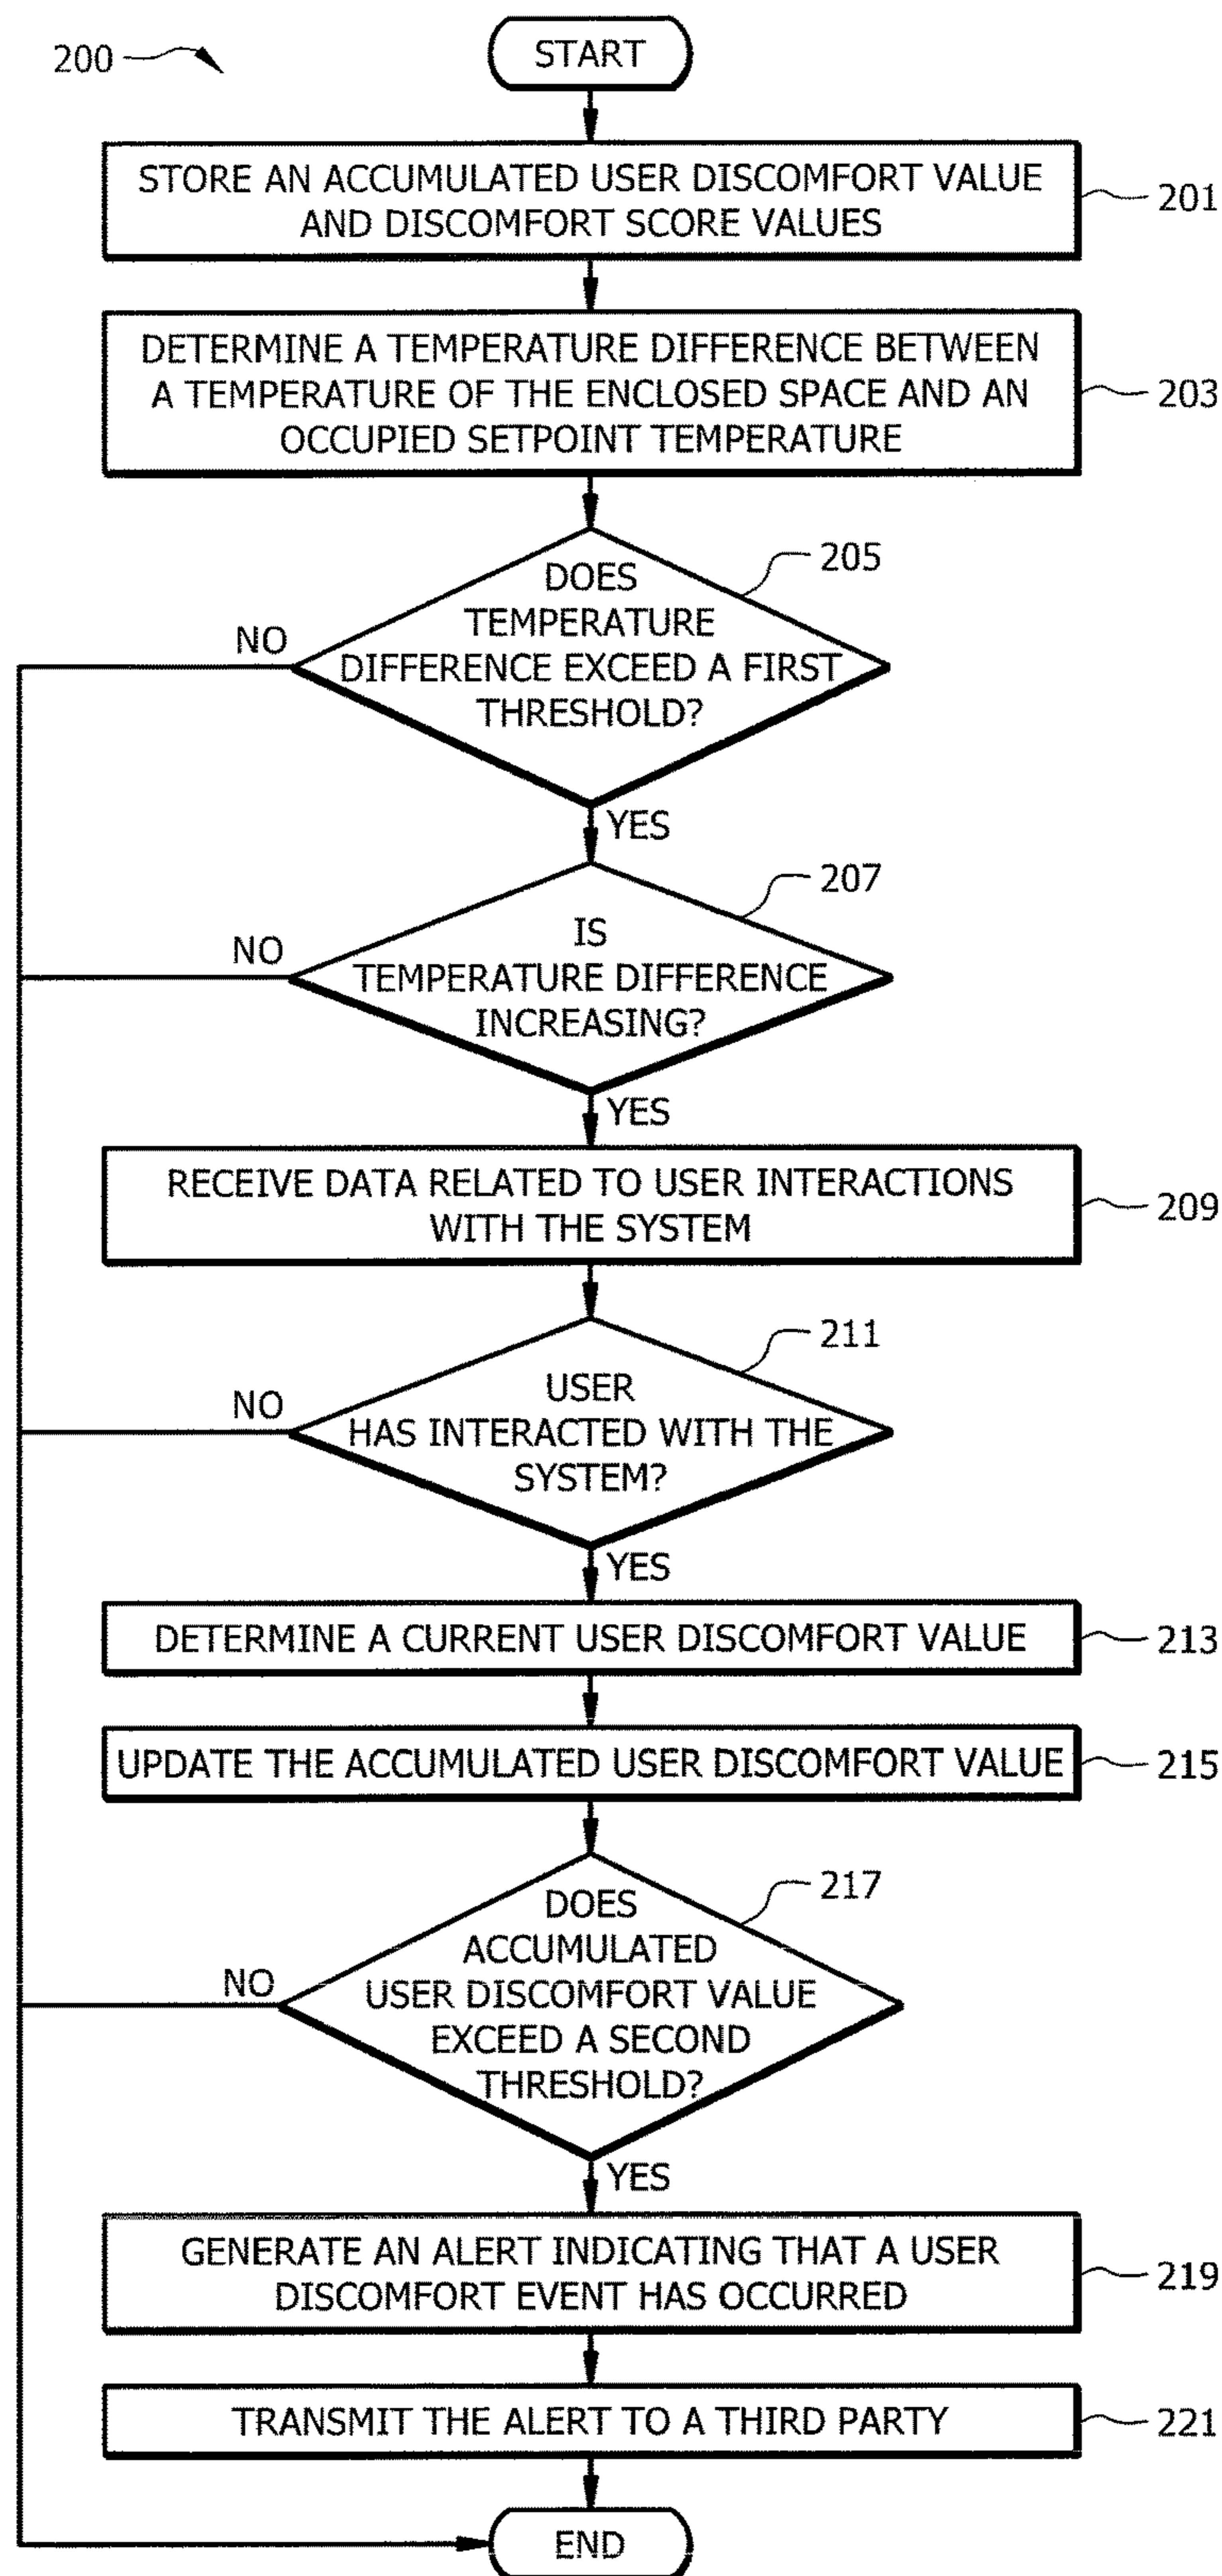 200
START
STORE AN ACCUMULATED USER DISCOMFORT VALUE
AND DISCOMFORT SCORE VALUES
201
DETERMINE A TEMPERATURE DIFFERENCE BETWEEN
A TEMPERATURE OF THE ENCLOSED SPACE AND AN
OCCUPIED SETPOINT TEMPERATURE
203
205
DOES
TEMPERATURE
DIFFERENCE EXCEED A FIRST
THRESHOLD?
NO
YES
207
IS
TEMPERATURE DIFFERENCE
INCREASING?
NO
YES
RECEIVE DATA RELATED TO USER INTERACTIONS
WITH THE SYSTEM
209
211
USER
HAS INTERACTED WITH THE
SYSTEM?
NO
YES
DETERMINE A CURRENT USER DISCOMFORT VALUE
213
UPDATE THE ACCUMULATED USER DISCOMFORT VALUE
215
217
DOES
ACCUMULATED
USER DISCOMFORT VALUE
EXCEED A SECOND
THRESHOLD?
NO
YES
GENERATE AN ALERT INDICATING THAT A USER
DISCOMFORT EVENT HAS OCCURRED
219
TRANSMIT THE ALERT TO A THIRD PARTY
221
END